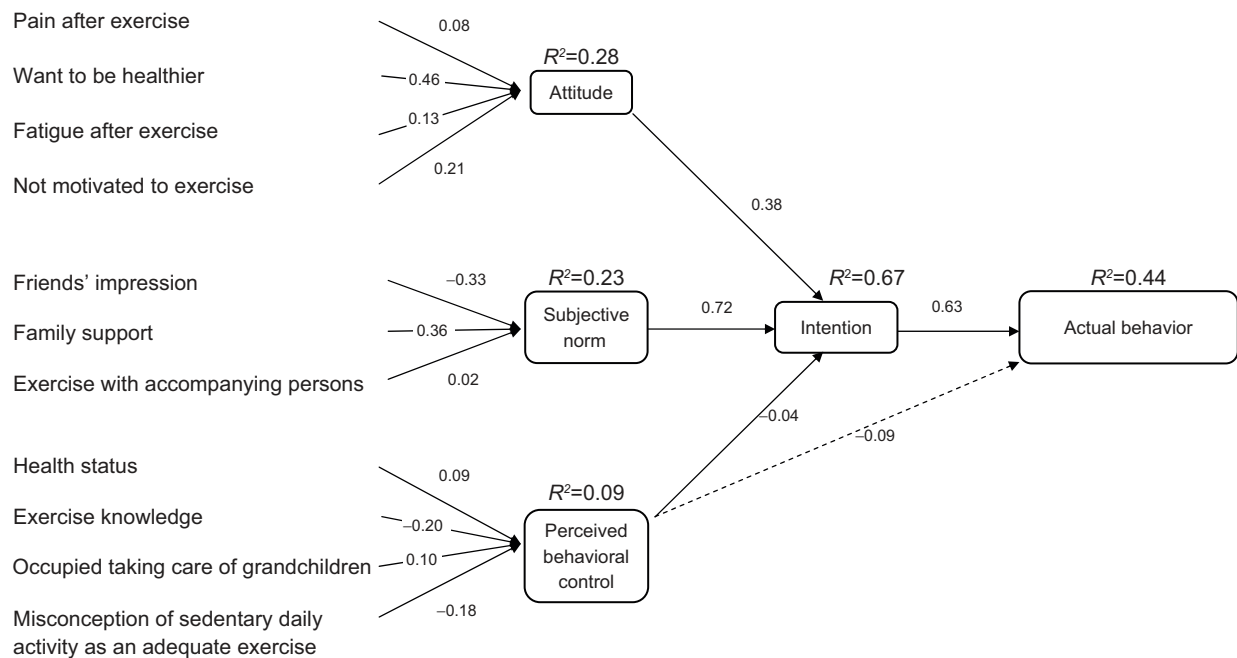 Pain after exercise
0.08
R²=0.28
Want to be healthier
0.46
Attitude
Fatigue after exercise
0.13
Not motivated to exercise
0.21
0.38
Friends’ impression
–0.33
R²=0.23
R²=0.67
R²=0.44
Family support
0.36
Subjective
norm
0.72
Intention
0.63
Actual behavior
Exercise with accompanying persons
0.02
–0.04
–0.09
Health status
0.09
R²=0.09
Exercise knowledge
–0.20
Perceived
behavioral
control
Occupied taking care of grandchildren
0.10
Misconception of sedentary daily
activity as an adequate exercise
–0.18